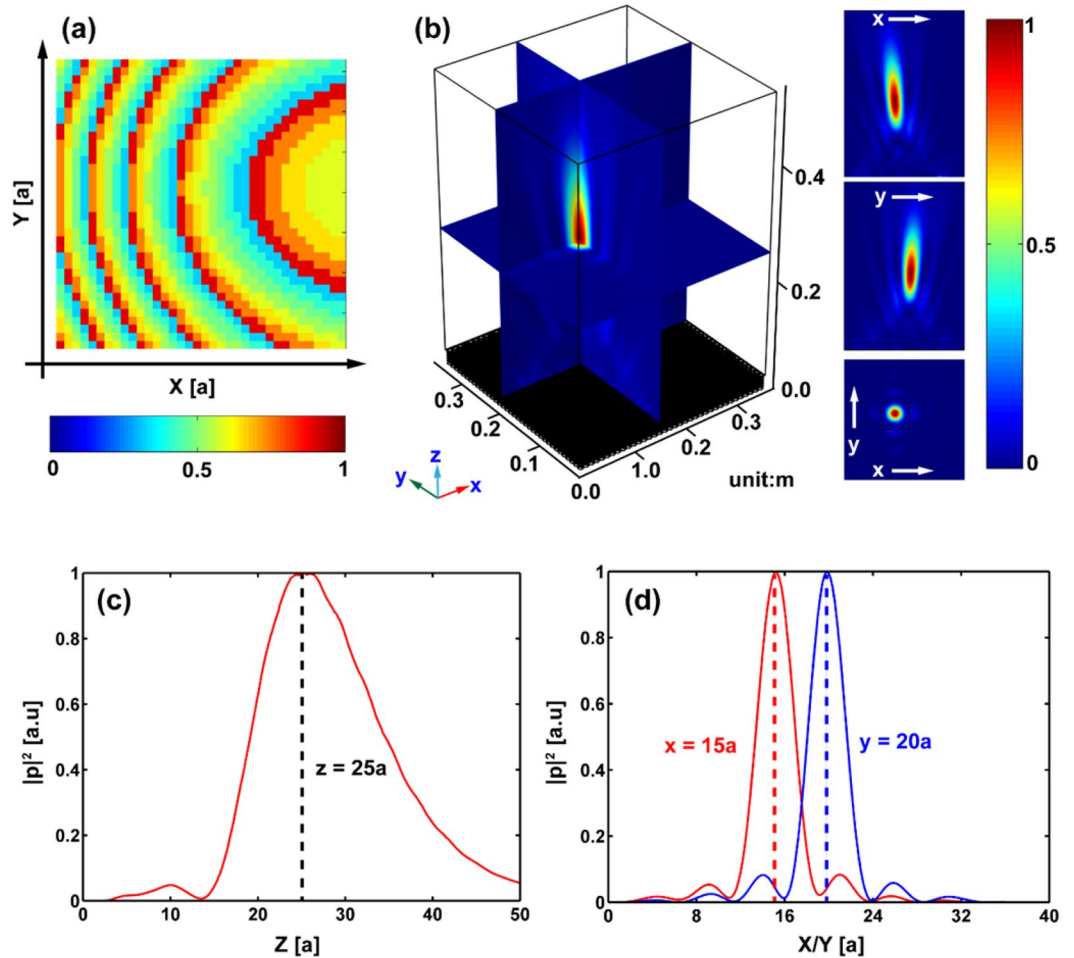 (a)
Y [a]
X [a]
0 0.5 1
(b)
0.4
0.2
0.0
0.3
0.2
0.1
0.0
1.0
0.2
0.3
unit:m
z
y x
x
y
y
x
1
0.5
0
(c)
|p|² [a.u]
1
0.8
0.6
0.4
0.2
0
z = 25a
0 10 20 30 40 50
Z [a]
(d)
|p|² [a.u]
1
0.8
0.6
0.4
0.2
0
x = 15a
y = 20a
0 8 16 24 32 40
X/Y [a]